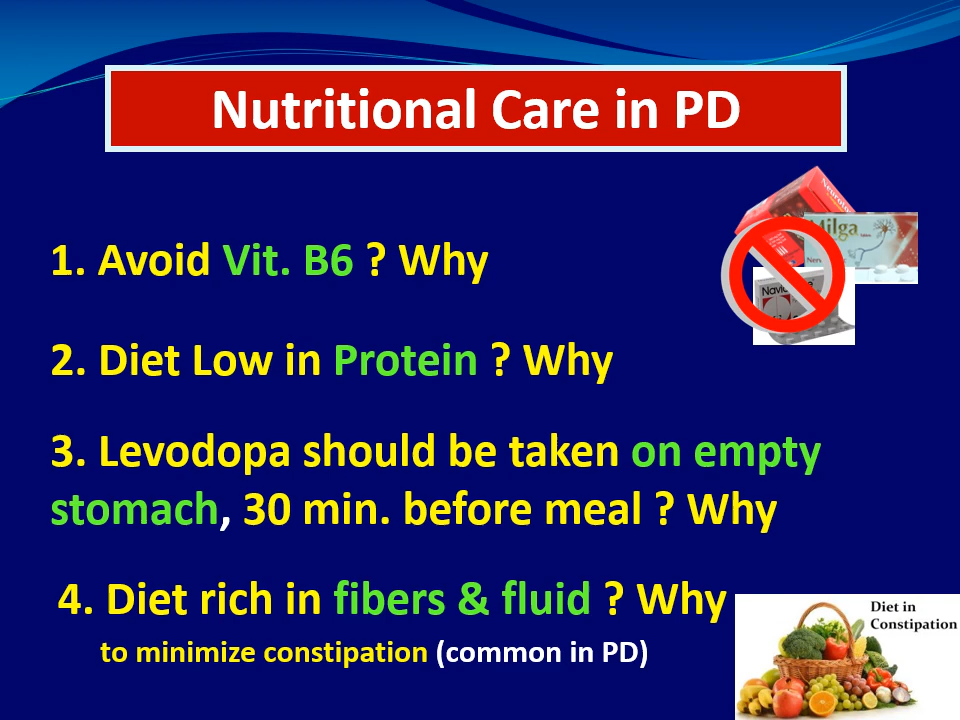 Nutritional Care in PD
Milga
1. Avoid Vit. B6 ? Why
2. Diet Low in Protein ? Why
3. Levodopa should be taken on empty
stomach, 30 min. before meal ? Why
4. Diet rich in fibers & fluid ? Why
to minimize constipation (common in PD)
Diet in
Constipation